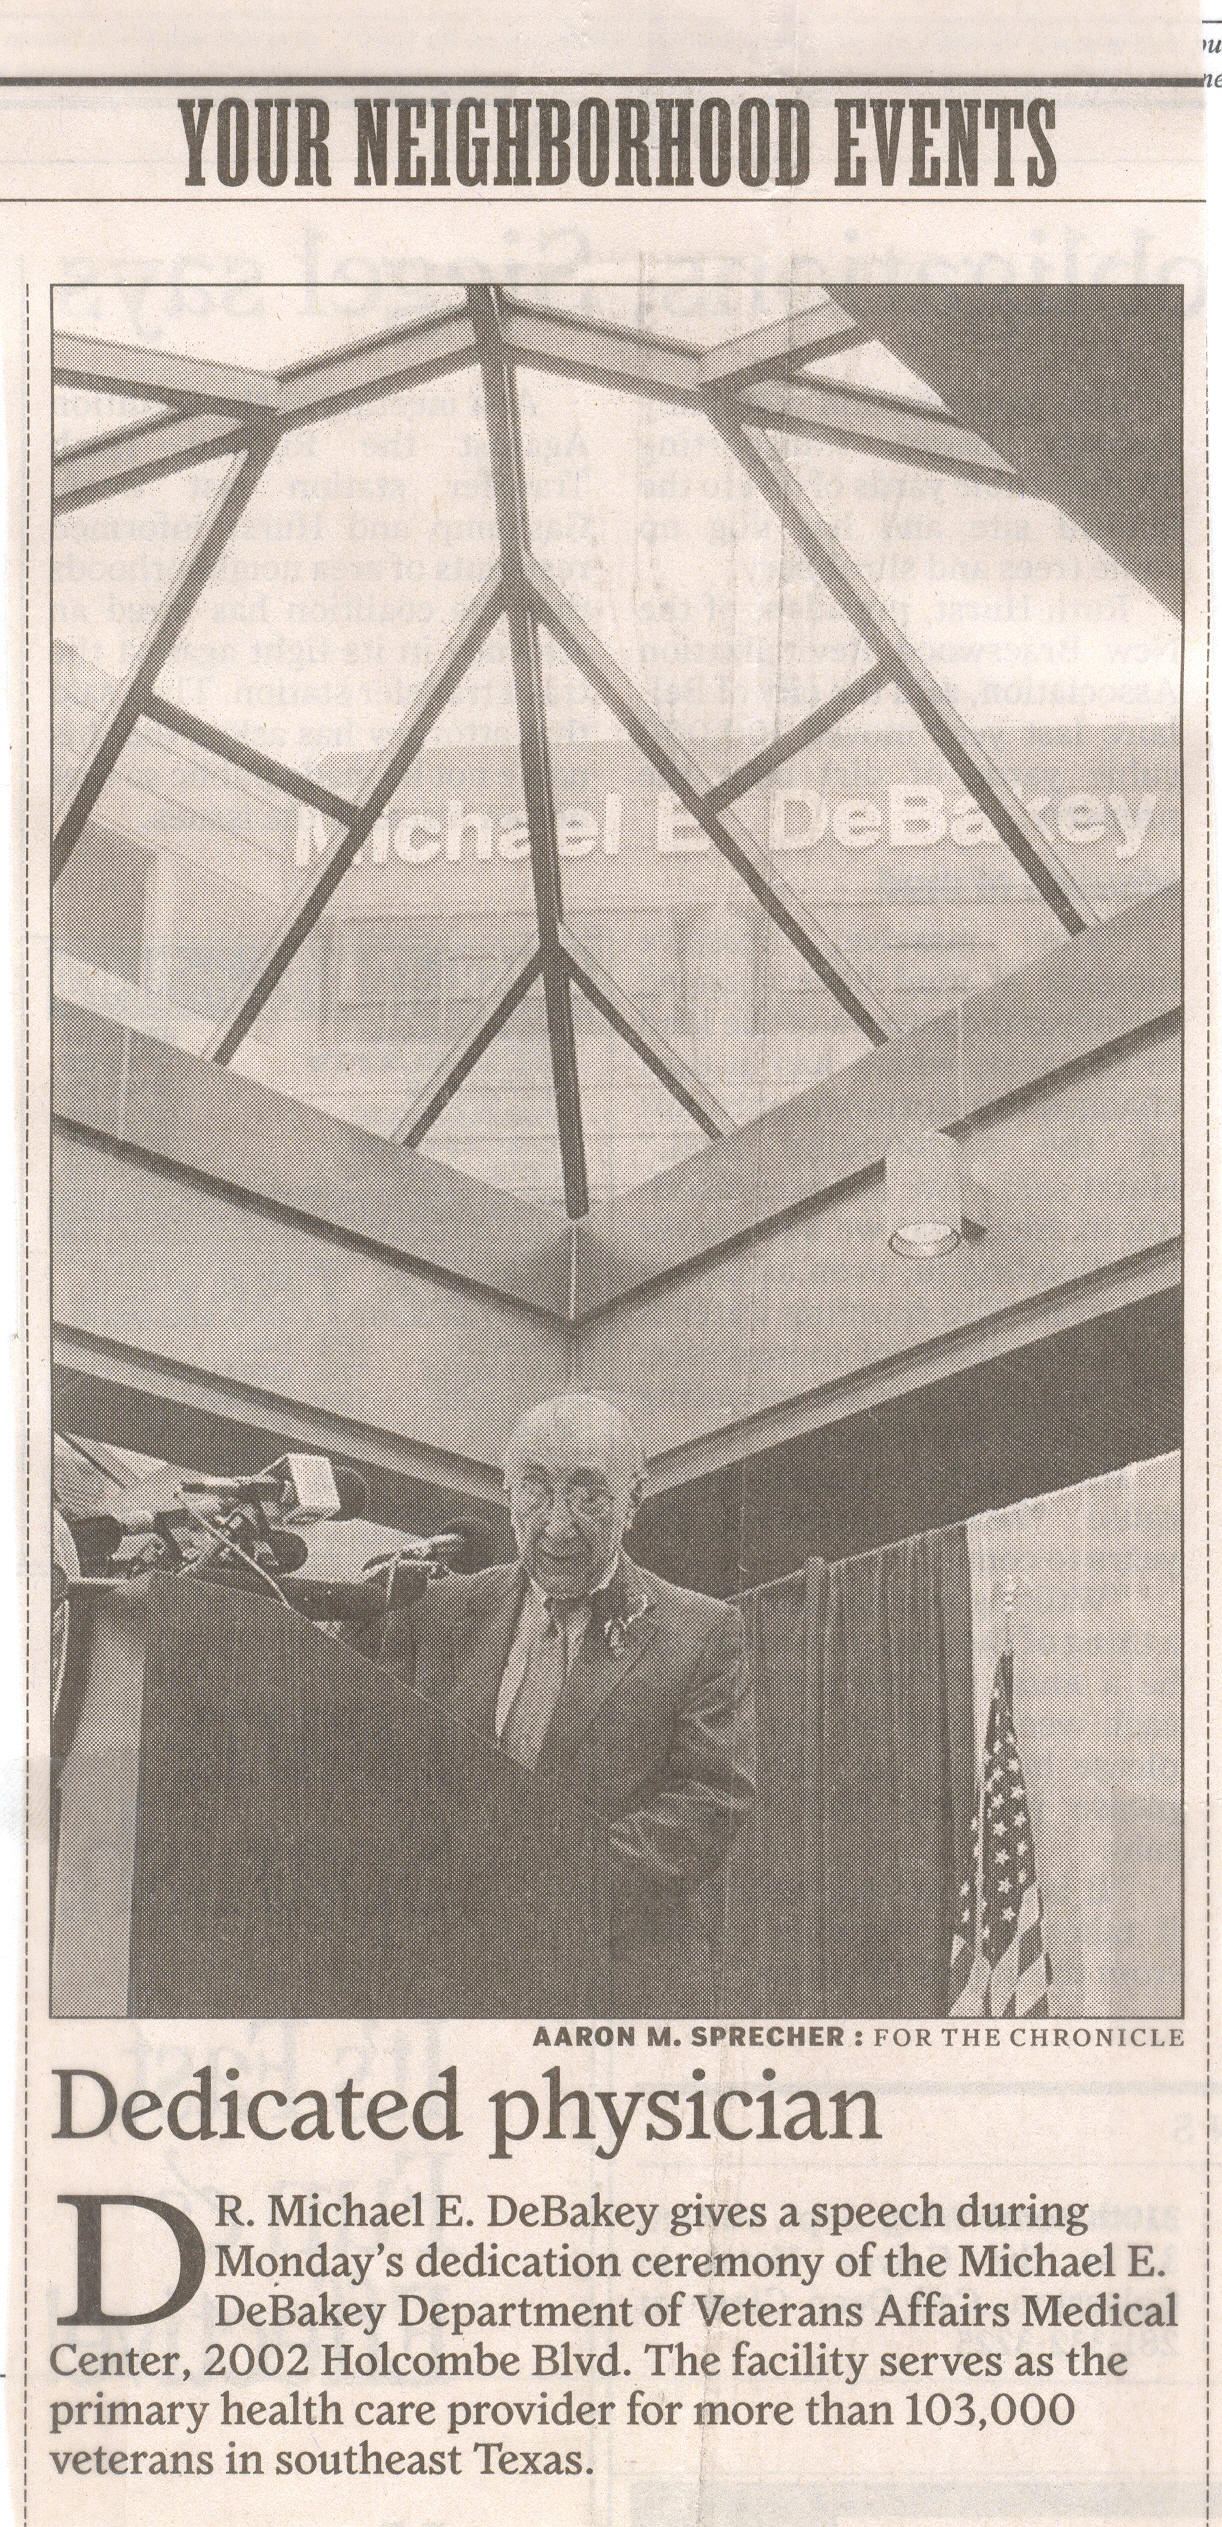 YOUR NEIGHBORHOOD EVENTS
Michael E. DeBakey
AARON M. SPRECHER : FOR THE CHRONICLE
Dedicated physician
DR. Michael E. DeBakey gives a speech during
Monday's dedication ceremony of the Michael E.
DeBakey Department of Veterans Affairs Medical
Center, 2002 Holcombe Blvd. The facility serves as the
primary health care provider for more than 103,000
veterans in southeast Texas.